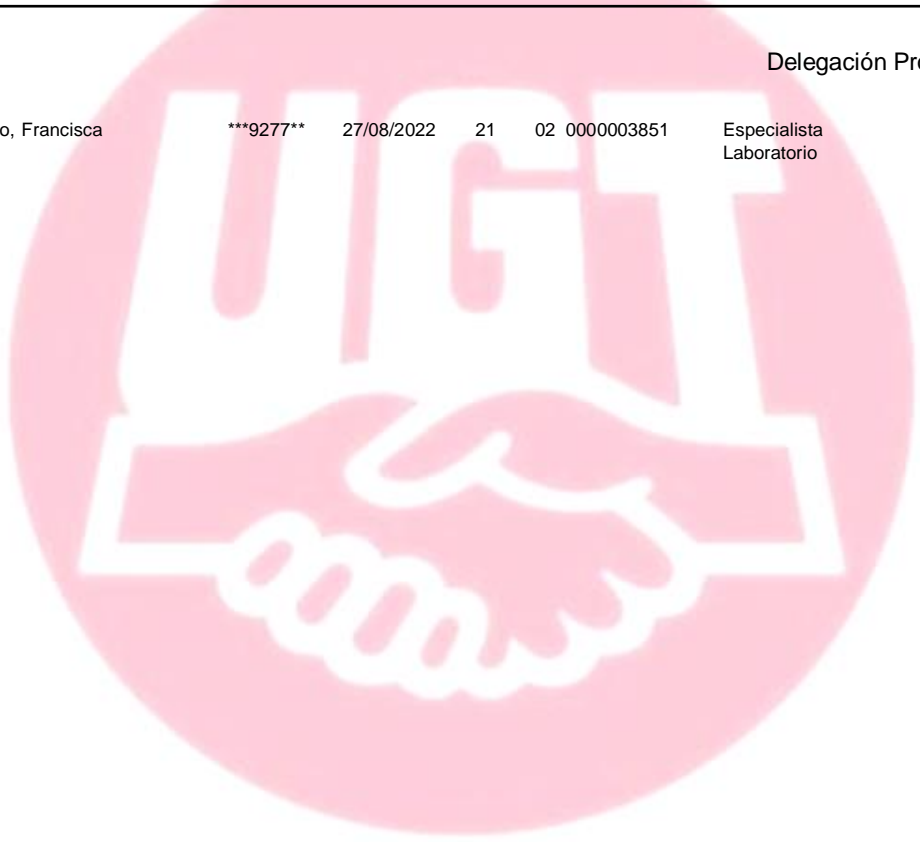 Delegación Pr
o, Francisca ***9277** 27/08/2022 21 02 0000003851 Especialista
Laboratorio
UGT